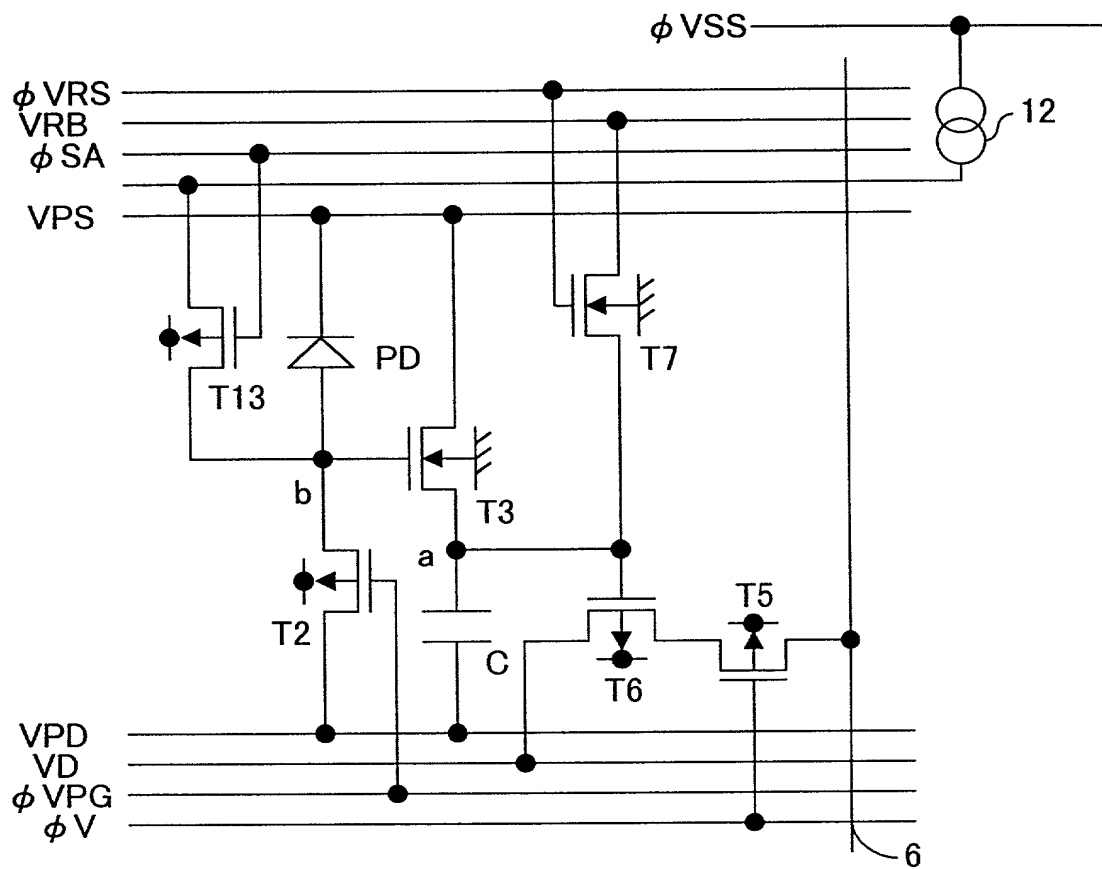 φVSS
φVRS
VRB
12
φSA
VPS
PD
T7
T13
b
T3
a
T5
T2
C
T6
VPD
VD
φVPG
φV
6